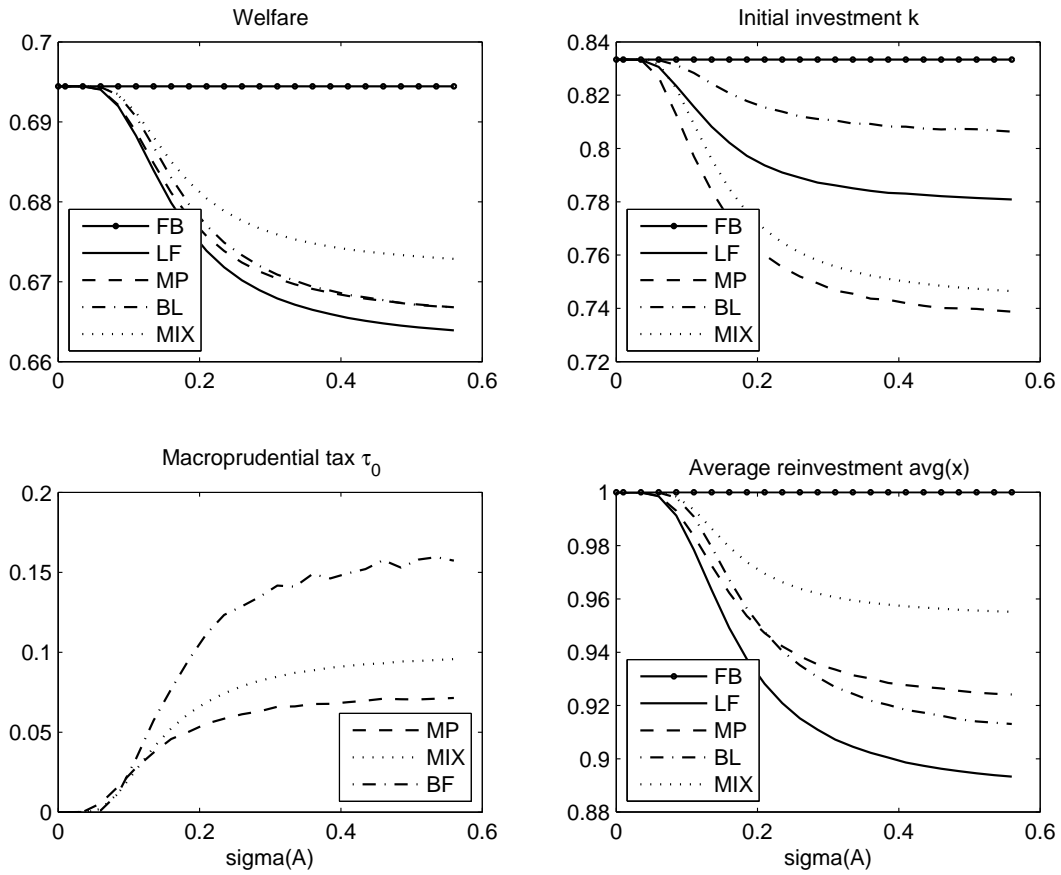 Welfare
0.7
0.69
0.68
0.67
0.66
0
0.2
0.4
0.6
FB
LF
MP
BL
MIX
Initial investment k
0.84
0.82
0.8
0.78
0.76
0.74
0.72
0
0.2
0.4
0.6
FB
LF
MP
BL
MIX
Macroprudential tax τ0
0.2
0.15
0.1
0.05
0
0
0.2
0.4
0.6
sigma(A)
MP
MIX
BF
Average reinvestment avg(x)
1
0.98
0.96
0.94
0.92
0.9
0.88
0
0.2
0.4
0.6
sigma(A)
FB
LF
MP
BL
MIX